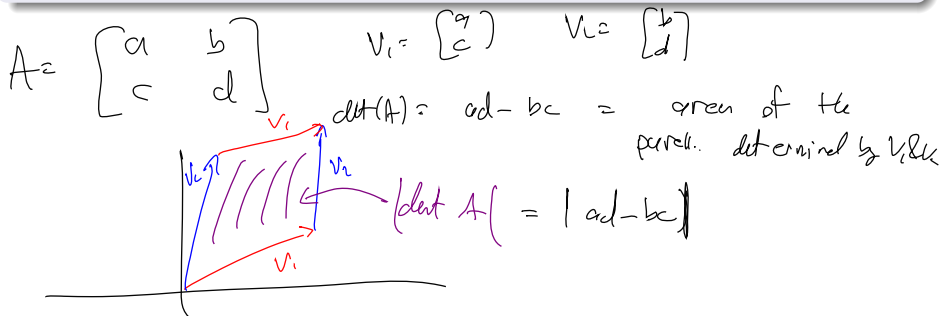 A = [a b
c d] V₁ = [a
c] V₂ = [b
d]
det(A) = ad - bc = area of the
parall. determined by V₁ & V₂
V₁
V₂ V₂
V₁
|det A| = |ad - bc|